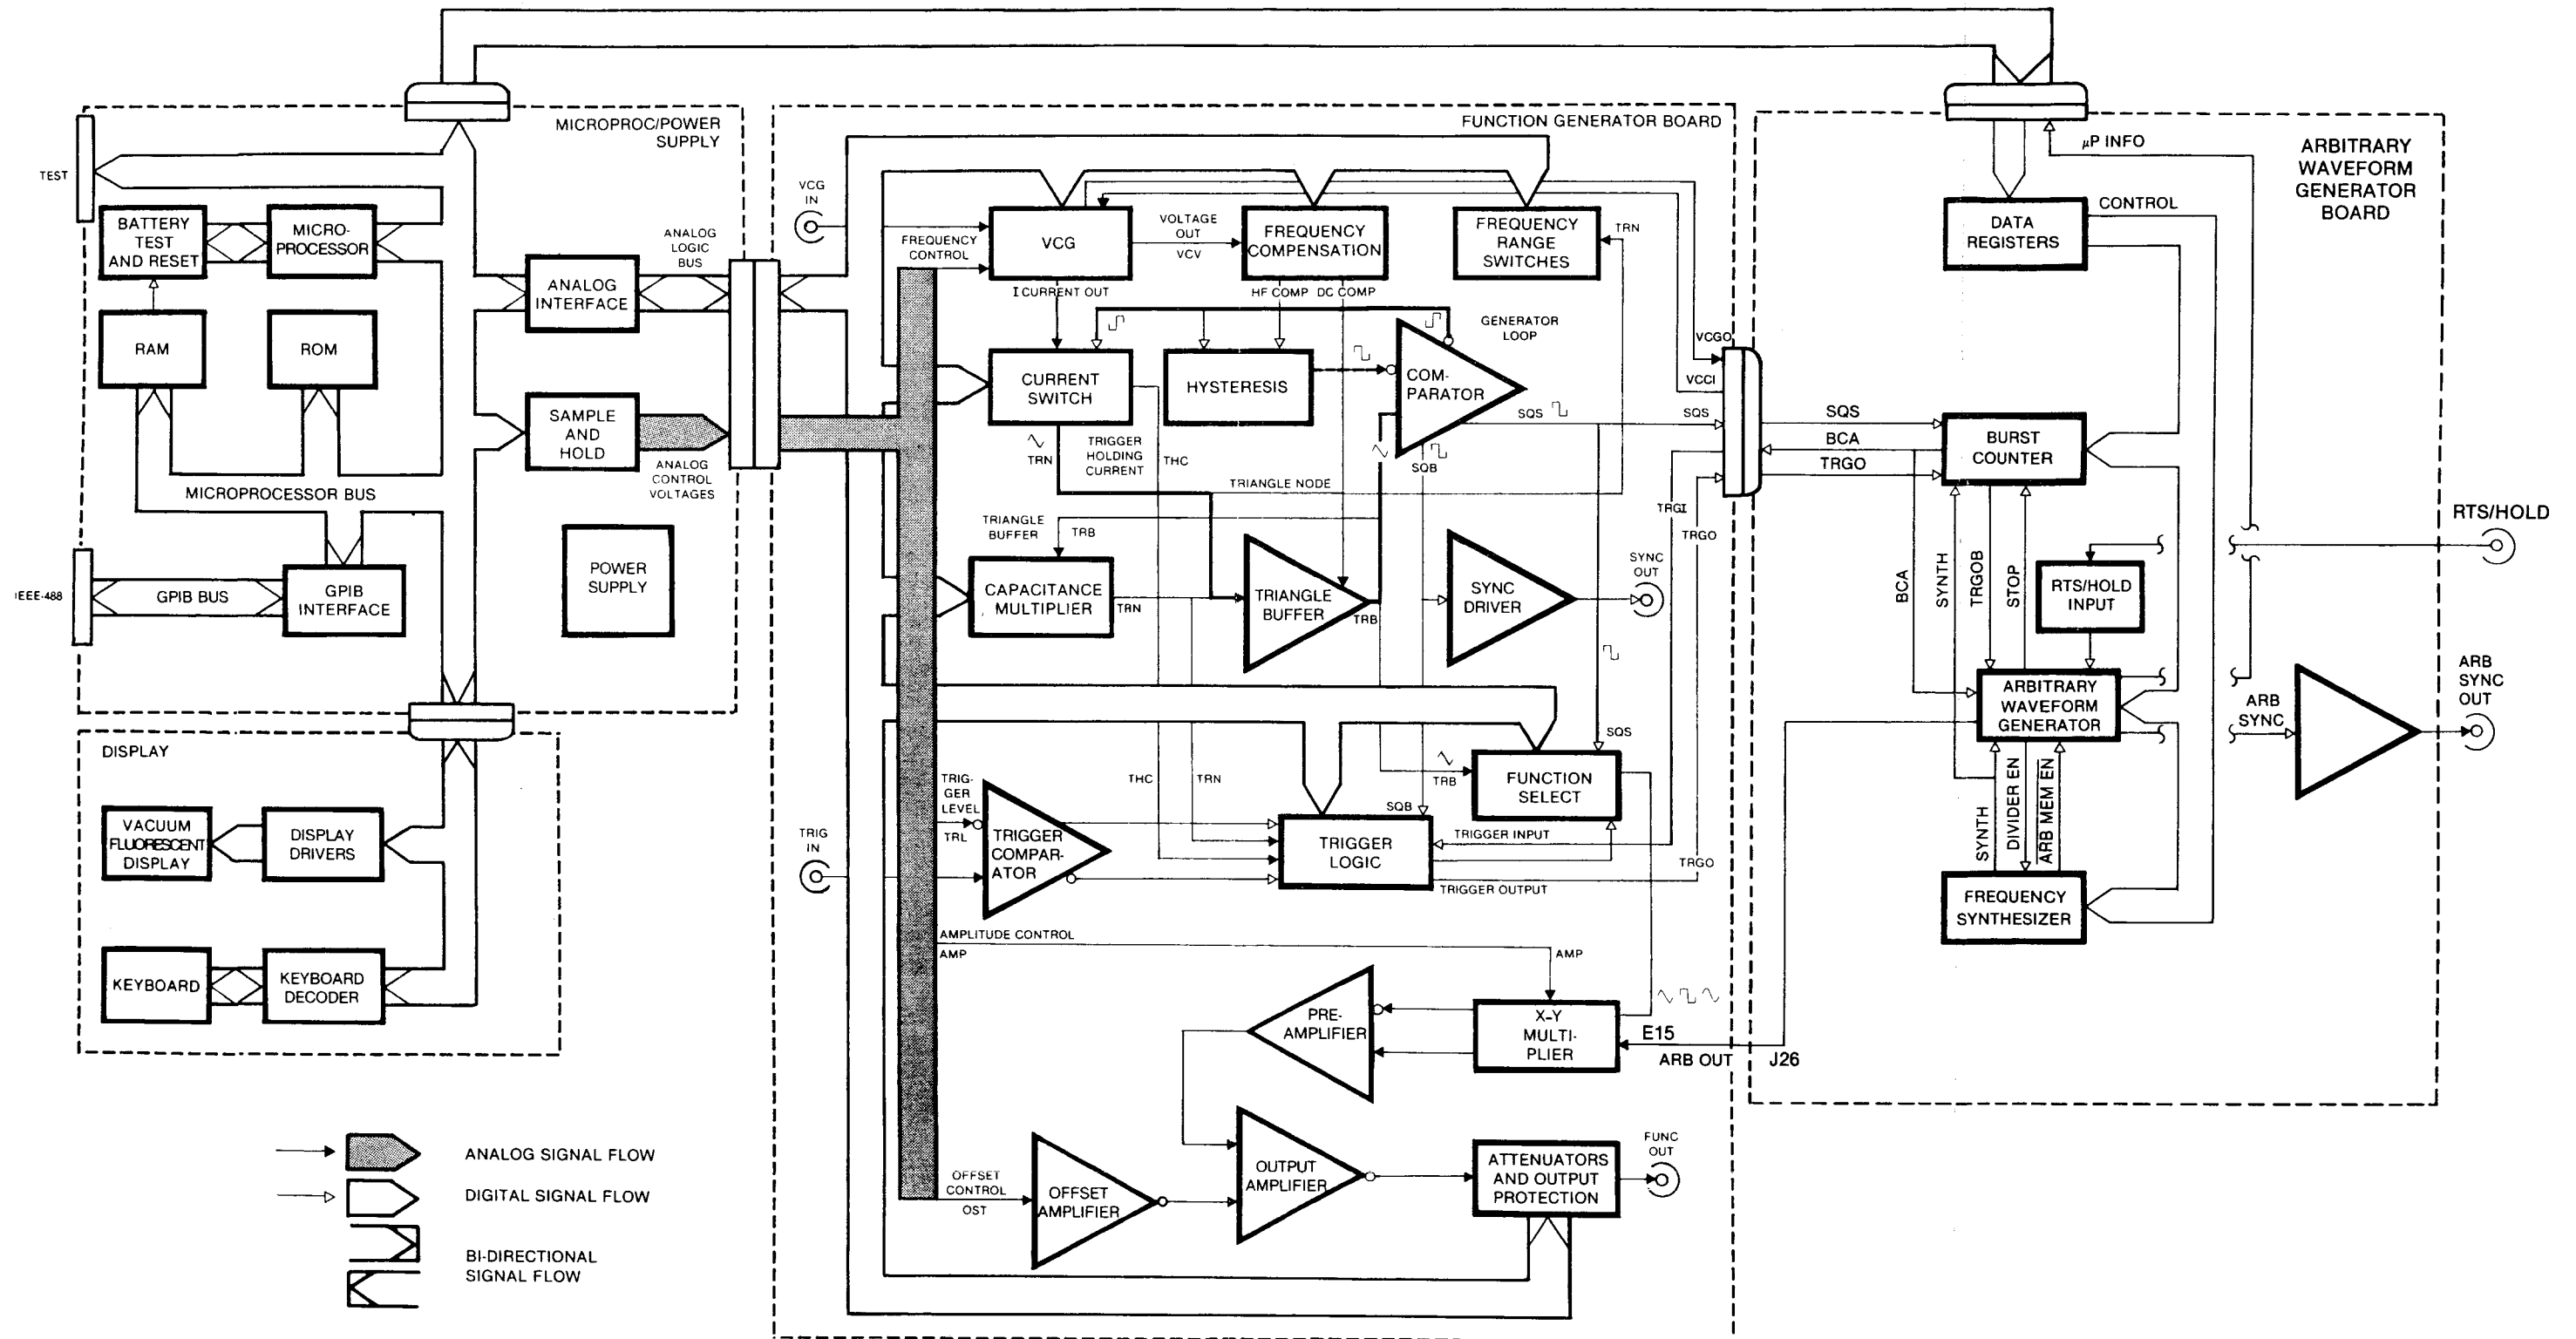 MICROPROC/POWER
SUPPLY
TEST
BATTERY
TEST
AND RESET
MICRO-
PROCESSOR
RAM
ROM
ANALOG
LOGIC
BUS
ANALOG
INTERFACE
SAMPLE
AND
HOLD
ANALOG
CONTROL
VOLTAGES
MICROPROCESSOR BUS
POWER
SUPPLY
IEEE-488
GPIB BUS
GPIB
INTERFACE
DISPLAY
VACUUM
FLUORESCENT
DISPLAY
DISPLAY
DRIVERS
KEYBOARD
KEYBOARD
DECODER
ANALOG SIGNAL FLOW
DIGITAL SIGNAL FLOW
BI-DIRECTIONAL
SIGNAL FLOW
FUNCTION GENERATOR BOARD
VCG
IN
FREQUENCY
CONTROL
VCG
VOLTAGE
OUT
VCV
FREQUENCY
COMPENSATION
FREQUENCY
RANGE
SWITCHES
TRN
I CURRENT OUT
HF COMP
DC COMP
GENERATOR
LOOP
VCGO
VCCI
CURRENT
SWITCH
HYSTERESIS
COM-
PARATOR
SQS
SQS
TRN
TRIGGER
HOLDING
CURRENT
THC
SQB
TRIANGLE NODE
TRGI
TRGO
TRIANGLE
BUFFER
TRB
CAPACITANCE
MULTIPLIER
TRN
TRIANGLE
BUFFER
TRB
SYNC
DRIVER
SYNC
OUT
SQS
TRIG-
GER
LEVEL
TRL
THC
TRN
TRB
FUNCTION
SELECT
SQB
TRIG
IN
TRIGGER
COMPAR-
ATOR
TRIGGER
LOGIC
TRIGGER INPUT
TRGO
TRIGGER OUTPUT
AMPLITUDE CONTROL
AMP
AMP
PRE-
AMPLIFIER
X-Y
MULTI-
PLIER
E15
ARB OUT
J26
OFFSET
CONTROL
OST
OFFSET
AMPLIFIER
OUTPUT
AMPLIFIER
ATTENUATORS
AND OUTPUT
PROTECTION
FUNC
OUT
ARBITRARY
WAVEFORM
GENERATOR
BOARD
µP INFO
DATA
REGISTERS
CONTROL
SQS
BCA
TRGO
BURST
COUNTER
BCA
SYNTH
TRGOB
STOP
RTS/HOLD
INPUT
RTS/HOLD
ARBITRARY
WAVEFORM
GENERATOR
ARB
SYNC
ARB
SYNC
OUT
SYNTH
DIVIDER EN
ARB MEM EN
FREQUENCY
SYNTHESIZER